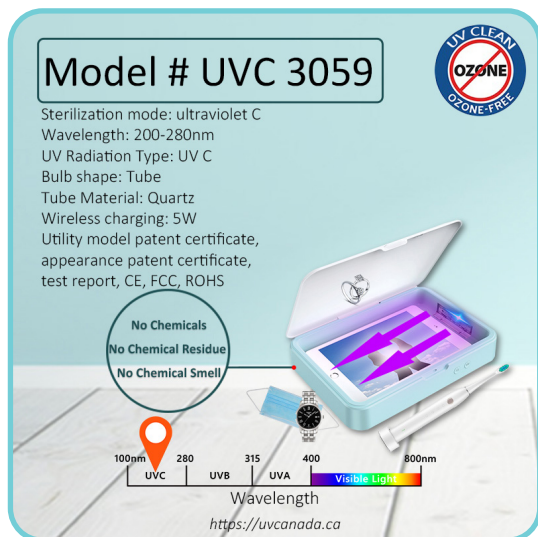 Model # UVC 3059
UV CLEAN
OZONE
OZONE-FREE
Sterilization mode: ultraviolet C
Wavelength: 200-280nm
UV Radiation Type: UV C
Bulb shape: Tube
Tube Material: Quartz
Wireless charging: 5W
Utility model patent certificate,
appearance patent certificate,
test report, CE, FCC, ROHS
No Chemicals
No Chemical Residue
No Chemical Smell
100nm 280 315 400 800nm
UVC UVB UVA Visible Light
Wavelength
https://uvcanada.ca